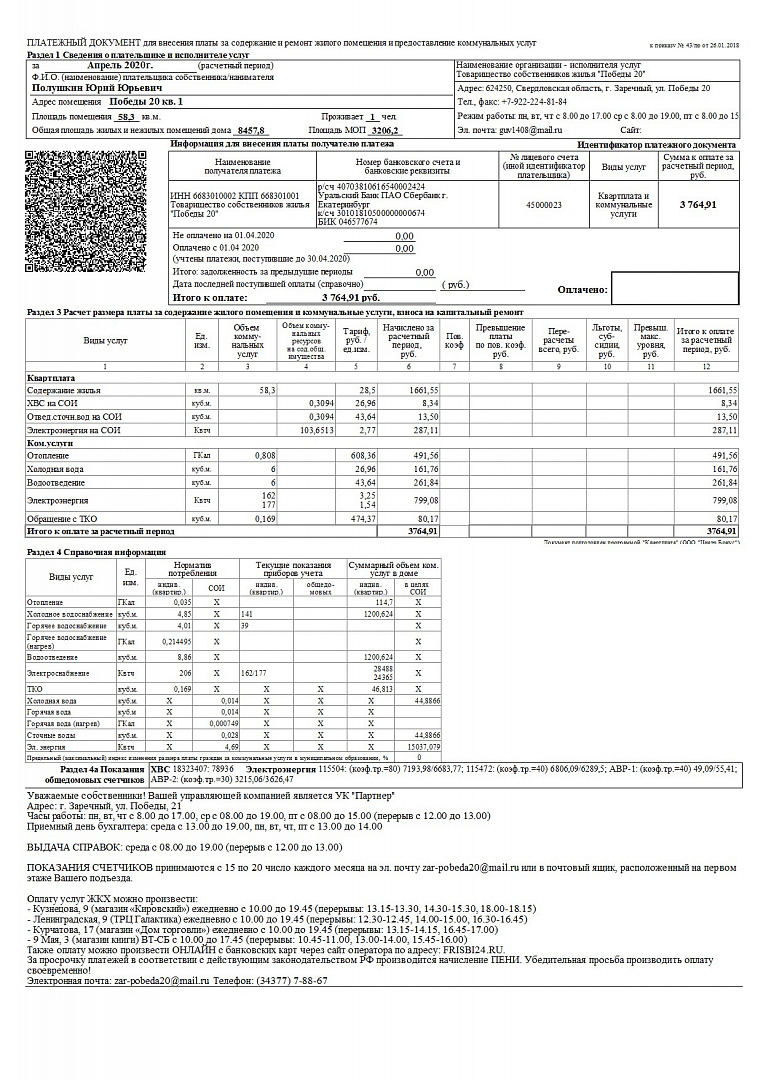 ПЛАТЕЖНЫЙ ДОКУМЕНТ для внесения платы за содержание и ремонт жилого помещения и предоставление коммунальных услуг
к приказу № 43/пр от 26.01.2018
Раздел 1 Сведения о плательщике и исполнителе услуг
за Апрель 2020г. (расчетный период)
Ф.И.О. (наименование) плательщика собственника/нанимателя
Полушкин Юрий Юрьевич
Адрес помещения Победы 20 кв. 1
Площадь помещения 58,3 кв.м. Проживает 1 чел.
Общая площадь жилых и нежилых помещений дома 8457,8 Площадь МОП 3206,2
Наименование организации - исполнителя услуг
Товарищество собственников жилья "Победы 20"
Адрес: 624250, Свердловская область, г. Заречный, ул. Победы 20
Тел., факс: +7-922-224-81-84
Режим работы: пн, вт, чт с 8.00 до 17.00 ср с 8.00 до 19.00, пт с 8.00 до 15
Эл. почта: guv1408@mail.ru Сайт:
Информация для внесения платы получателю платежа
Идентификатор платежного документа
Наименование получателя платежа
Номер банковского счета и банковские реквизиты
№ лицевого счета (иной идентификатор плательщика)
Виды услуг
Сумма к оплате за расчетный период, руб.
ИНН 6683010002 КПП 668301001
Товарищество собственников жилья
"Победы 20"
р/сч 40703810616540002424
Уральский Банк ПАО Сбербанк г.
Екатеринбург
к/сч 30101810500000000674
БИК 046577674
45000023
Квартплата и коммунальные услуги
3 764,91
Не оплачено на 01.04.2020 0,00
Оплачено с 01.04 2020 0,00
(учтены платежи, поступившие до 30.04.2020)
Итого: задолженность за предыдущие периоды 0,00
Дата последней поступившей оплаты (справочно) ( руб.)
Итого к оплате: 3 764,91 руб.
Оплачено:
Раздел 3 Расчет размера платы за содержание жилого помещения и коммунальные услуги, взноса на капитальный ремонт
Виды услуг
Ед. изм.
Объем комму- нальных услуг
Объем комму- нальных ресурсов на сод.общ. имущества
Тариф, руб. / ед.изм.
Начислено за расчетный период, руб.
Пов. коэф
Превышение платы по пов. коэф. руб.
Пере- расчеты всего, руб.
Льготы, суб- сидии, руб.
Превыш. макс. уровня, руб.
Итого к оплате за расчетный период, руб.
1 2 3 4 5 6 7 8 9 10 11 12
Квартплата
Содержание жилья кв.м. 58,3 28,5 1661,55 1661,55
ХВС на СОИ куб.м. 0,3094 26,96 8,34 8,34
Отвед.сточн.вод на СОИ куб.м. 0,3094 43,64 13,50 13,50
Электроэнергия на СОИ Квтч 103,6513 2,77 287,11 287,11
Ком.услуги
Отопление ГКал 0,808 608,36 491,56 491,56
Холодная вода куб.м. 6 26,96 161,76 161,76
Водоотведение куб.м. 6 43,64 261,84 261,84
Электроэнергия Квтч 162 3,25 799,08 799,08
177 1,54
Обращение с ТКО куб.м. 0,169 474,37 80,17 80,17
Итого к оплате за расчетный период 3764,91 3764,91
Раздел 4 Справочная информация
Виды услуг
Ед. изм.
Норматив потребления
Текущие показания приборов учета
Суммарный объем ком. услуг в доме
индив. (квартир.) СОИ индив. (квартир.) общедо- мовых индив. (квартир.) в целях СОИ
Отопление ГКал 0,035 X 114,7 X
Холодное водоснабжение куб.м. 4,85 X 141 1200,624 X
Горячее водоснабжение куб.м. 4,01 X 39 X
Горячее водоснабжение (нагрев) ГКал 0,214495 X X
Водоотведение куб.м. 8,86 X 1200,624 X
Электроснабжение Квтч 206 X 162/177 28488 X
24365
ТКО куб.м. 0,169 X X X 46,813 X
Холодная вода куб.м. X 0,014 X X X 44,8866
Горячая вода куб.м X 0,014 X X X
Горячая вода (нагрев) ГКал X 0,000749 X X X
Сточные воды куб.м. X 0,028 X X X 44,8866
Эл. энергия Квтч X 4,69 X X X 15037,079
Предельный (максимальный) индекс изменения размера платы граждан за коммунальные услуги в муниципальном образовании, % 0
Раздел 4а Показания общедомовых счетчиков
ХВС 18323407: 78936 Электроэнергия 115504: (коэф.тр.=80) 7193,98/6683,77; 115472: (коэф.тр.=40) 6806,09/6289,5; АВР-1: (коэф.тр.=40) 49,09/55,41;
АВР-2: (коэф.тр.=30) 3215,06/3626,47
Уважаемые собственники! Вашей управляющей компанией является УК "Партнер"
Адрес: г. Заречный, ул. Победы, 21
Часы работы: пн, вт, чт с 8.00 до 17.00, ср с 08.00 до 19.00, пт с 08.00 до 15.00 (перерыв с 12.00 до 13.00)
Приемный день бухгалтера: среда с 13.00 до 19.00, пн, вт, чт, пт с 13.00 до 14.00
ВЫДАЧА СПРАВОК: среда с 08.00 до 19.00 (перерыв с 12.00 до 13.00)
ПОКАЗАНИЯ СЧЕТЧИКОВ принимаются с 15 по 20 число каждого месяца на эл. почту zar-pobeda20@mail.ru или в почтовый ящик, расположенный на первом
этаже Вашего подъезда.
Оплату услуг ЖКХ можно произвести:
- Кузнецова, 9 (магазин «Кировский») ежедневно с 10.00 до 19.45 (перерывы: 13.15-13.30, 14.30-15.30, 18.00-18.15)
- Ленинградская, 9 (ТРЦ Галактика) ежедневно с 10.00 до 19.45 (перерывы: 12.30-12.45, 14.00-15.00, 16.30-16.45)
- Курчатова, 17 (магазин «Дом торговли») ежедневно с 10.00 до 19.45 (перерывы: 13.15-14.15, 16.45-17.00)
- 9 Мая, 3 (магазин книги) ВТ-СБ с 10.00 до 17.45 (перерывы: 10.45-11.00, 13.00-14.00, 15.45-16.00)
Также оплату можно произвести ОНЛАЙН с банковских карт через сайт оператора по адресу: FRISBI24.RU.
За просрочку платежей в соответствии с действующим законодательством РФ производится начисление ПЕНИ. Убедительная просьба производить оплату
своевременно!
Электронная почта: zar-pobeda20@mail.ru Телефон: (34377) 7-88-67